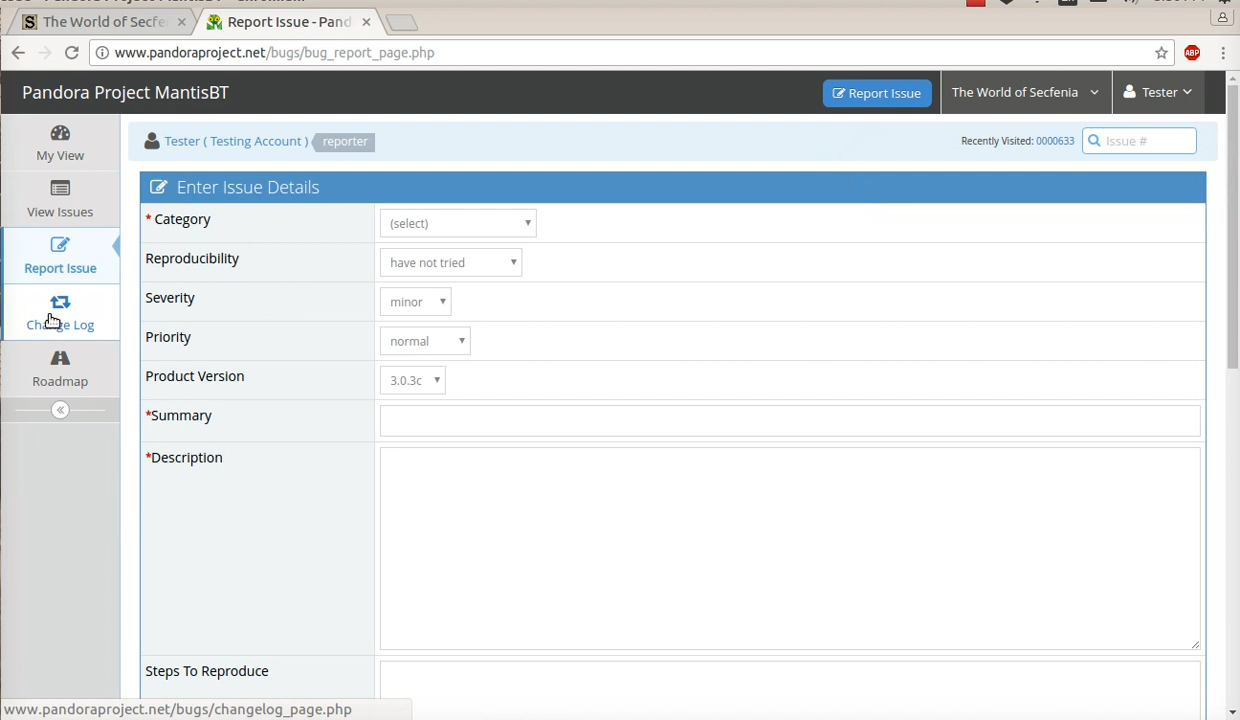 The World of Secfe
Report Issue - Pand
www.pandoraproject.net/bugs/bug_report_page.php
ABP
Pandora Project MantisBT
Report Issue
The World of Secfenia
Tester
My View
Tester ( Testing Account )
reporter
Recently Visited: 0000633
Issue #
View Issues
Enter Issue Details
* Category
(select)
Reproducibility
have not tried
Report Issue
Severity
minor
Change Log
Priority
normal
Roadmap
Product Version
3.0.3c
*Summary
*Description
Steps To Reproduce
www.pandoraproject.net/bugs/changelog_page.php